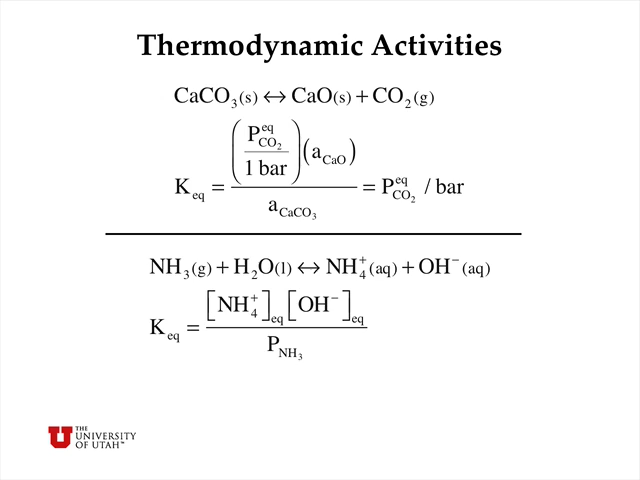 Thermodynamic Activities
CaCO₃(s) ↔ CaO(s) + CO₂(g)
K_eq = ((P_CO₂^eq / 1 bar)(a_CaO)) / a_CaCO₃ = P_CO₂^eq / bar
NH₃(g) + H₂O(l) ↔ NH₄⁺(aq) + OH⁻(aq)
K_eq = [NH₄⁺]_eq [OH⁻]_eq / P_NH₃
THE
UNIVERSITY
OF UTAH™